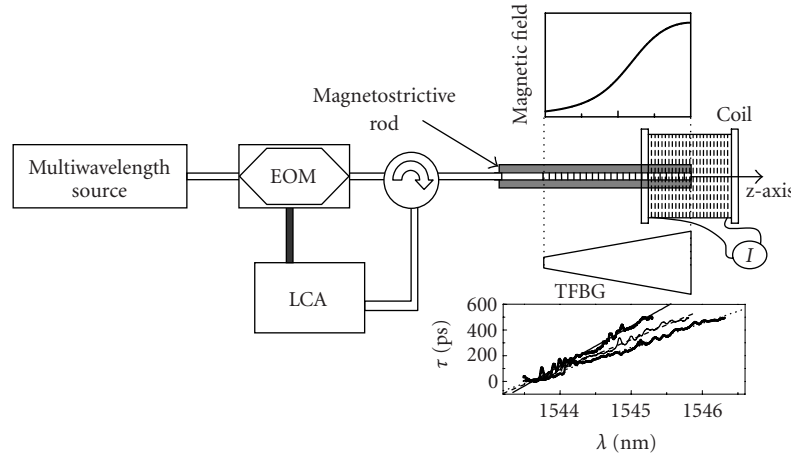 Magnetic field
Magnetostrictive
rod
Coil
Multiwavelength
source
EOM
z-axis
I
LCA
TFBG
600
400
200
0
τ (ps)
1544
1545
1546
λ (nm)